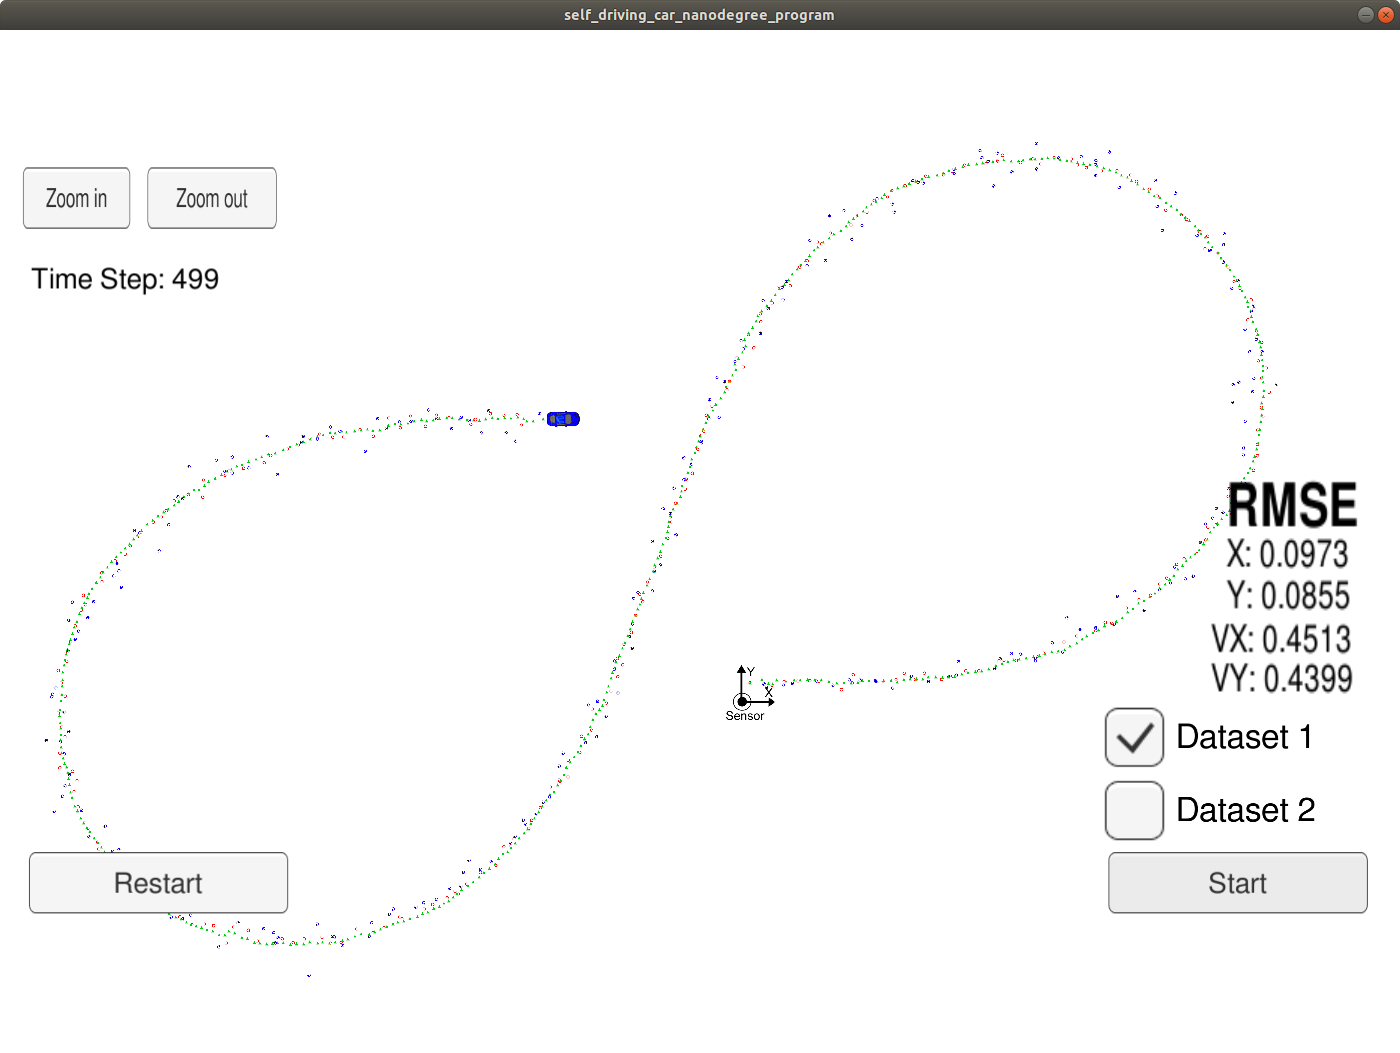 self_driving_car_nanodegree_program
Zoom in
Zoom out
Time Step: 499
RMSE
X: 0.0973
Y: 0.0855
VX: 0.4513
VY: 0.4399
Y
X
Sensor
Dataset 1
Dataset 2
Restart
Start